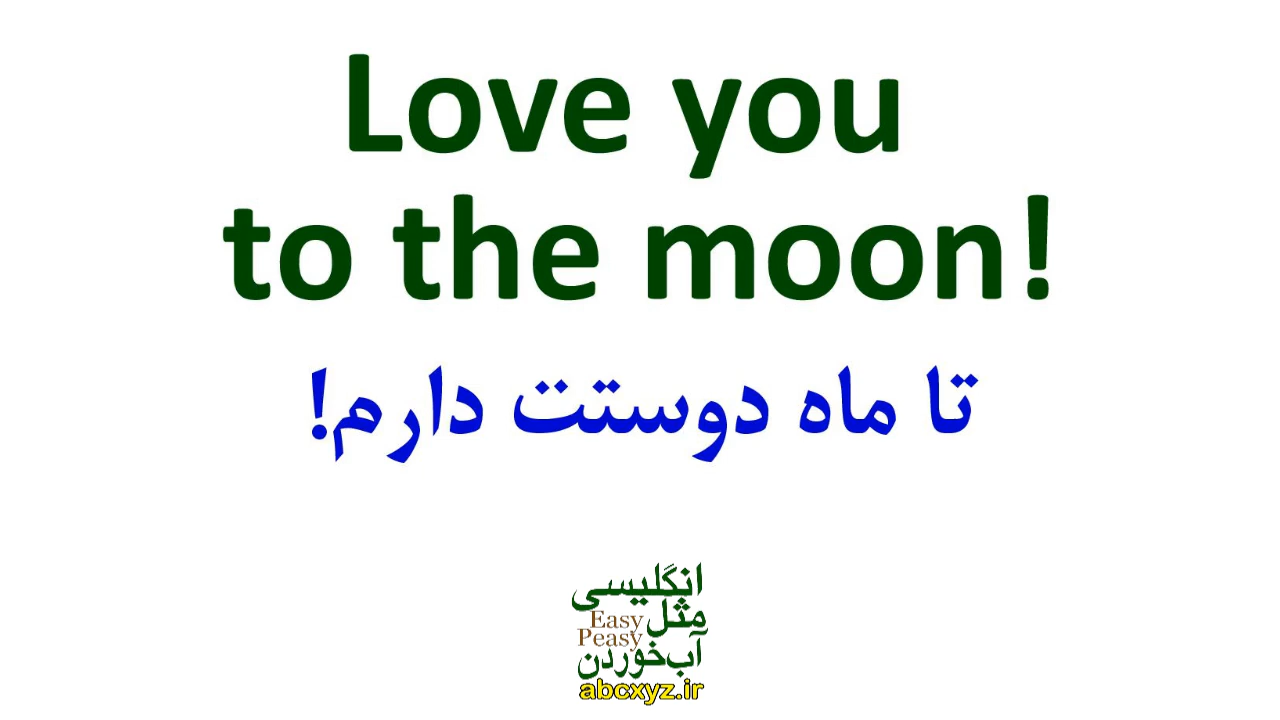 Love you
to the moon!
تا ماه دوستت دارم!
انگلیسی
مثل
Easy
Peasy
آب‌خوردن
abcxyz.ir